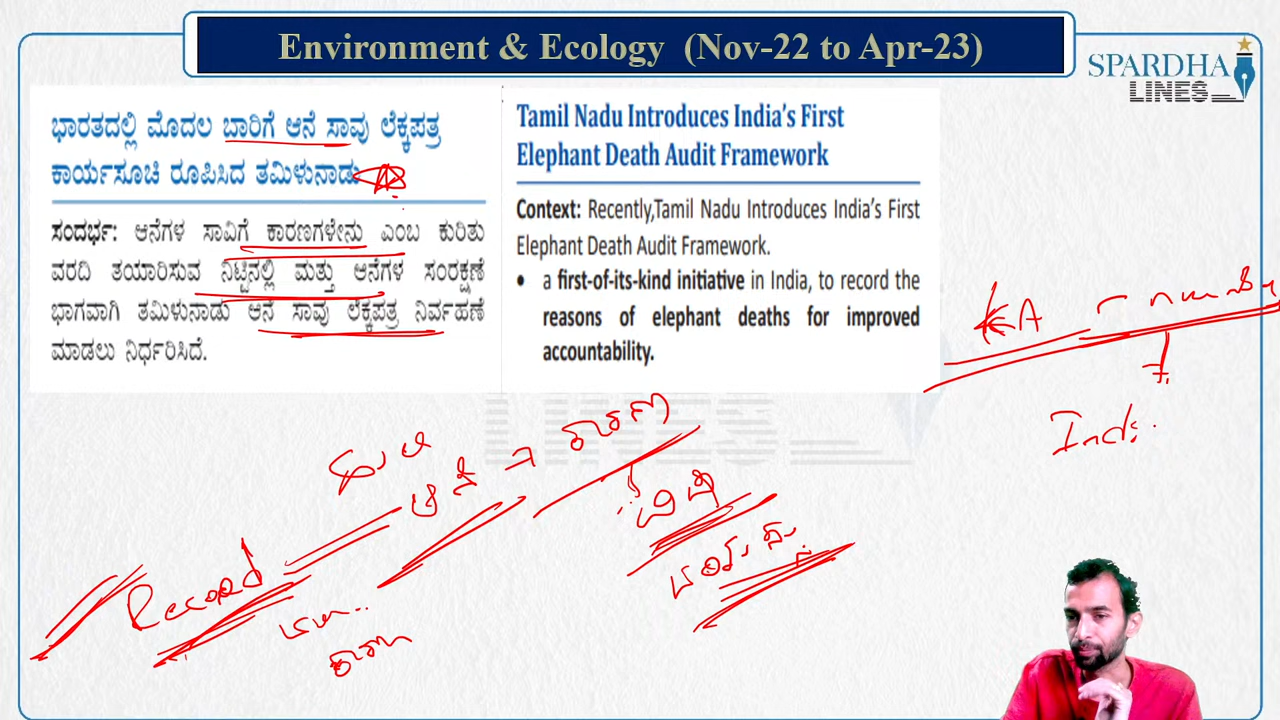 Environment & Ecology (Nov-22 to Apr-23)
SPARDHA
LINES
ಭಾರತದಲ್ಲಿ ಮೊದಲ ಬಾರಿಗೆ ಆನೆ ಸಾವು ಲೆಕ್ಕಪತ್ರ
ಕಾರ್ಯಸೂಚಿ ರೂಪಿಸಿದ ತಮಿಳುನಾಡು
ಸಂದರ್ಭ: ಆನೆಗಳ ಸಾವಿಗೆ ಕಾರಣಗಳೇನು ಎಂಬ ಕುರಿತು
ವರದಿ ತಯಾರಿಸುವ ನಿಟ್ಟಿನಲ್ಲಿ ಮತ್ತು ಆನೆಗಳ ಸಂರಕ್ಷಣೆ
ಭಾಗವಾಗಿ ತಮಿಳುನಾಡು ಆನೆ ಸಾವು ಲೆಕ್ಕಪತ್ರ ನಿರ್ವಹಣೆ
ಮಾಡಲು ನಿರ್ಧರಿಸಿದೆ.
Tamil Nadu Introduces India's First
Elephant Death Audit Framework
Context: Recently,Tamil Nadu Introduces India's First
Elephant Death Audit Framework.
• a first-of-its-kind initiative in India, to record the
reasons of elephant deaths for improved
accountability.
KA
Record
ಆನೆ
ಕಾರಣ